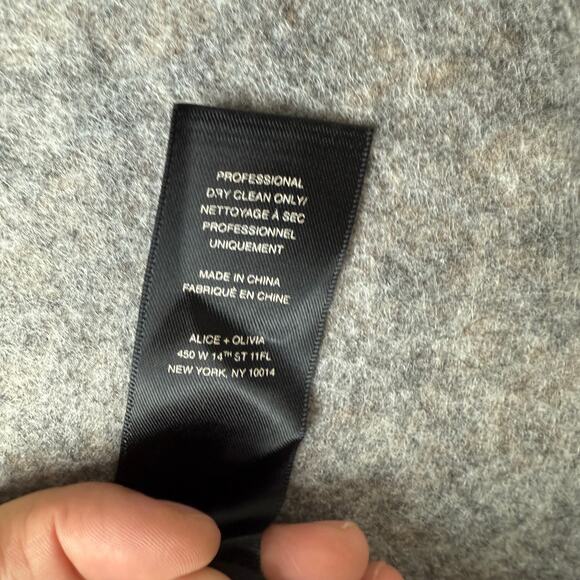 PROFESSIONAL
DRY CLEAN ONLY/
NETTOYAGE À SEC
PROFESSIONNEL
UNIQUEMENT
MADE IN CHINA
FABRIQUÉ EN CHINE
ALICE + OLIVIA
450 W 14TH ST 11FL
NEW YORK, NY 10014